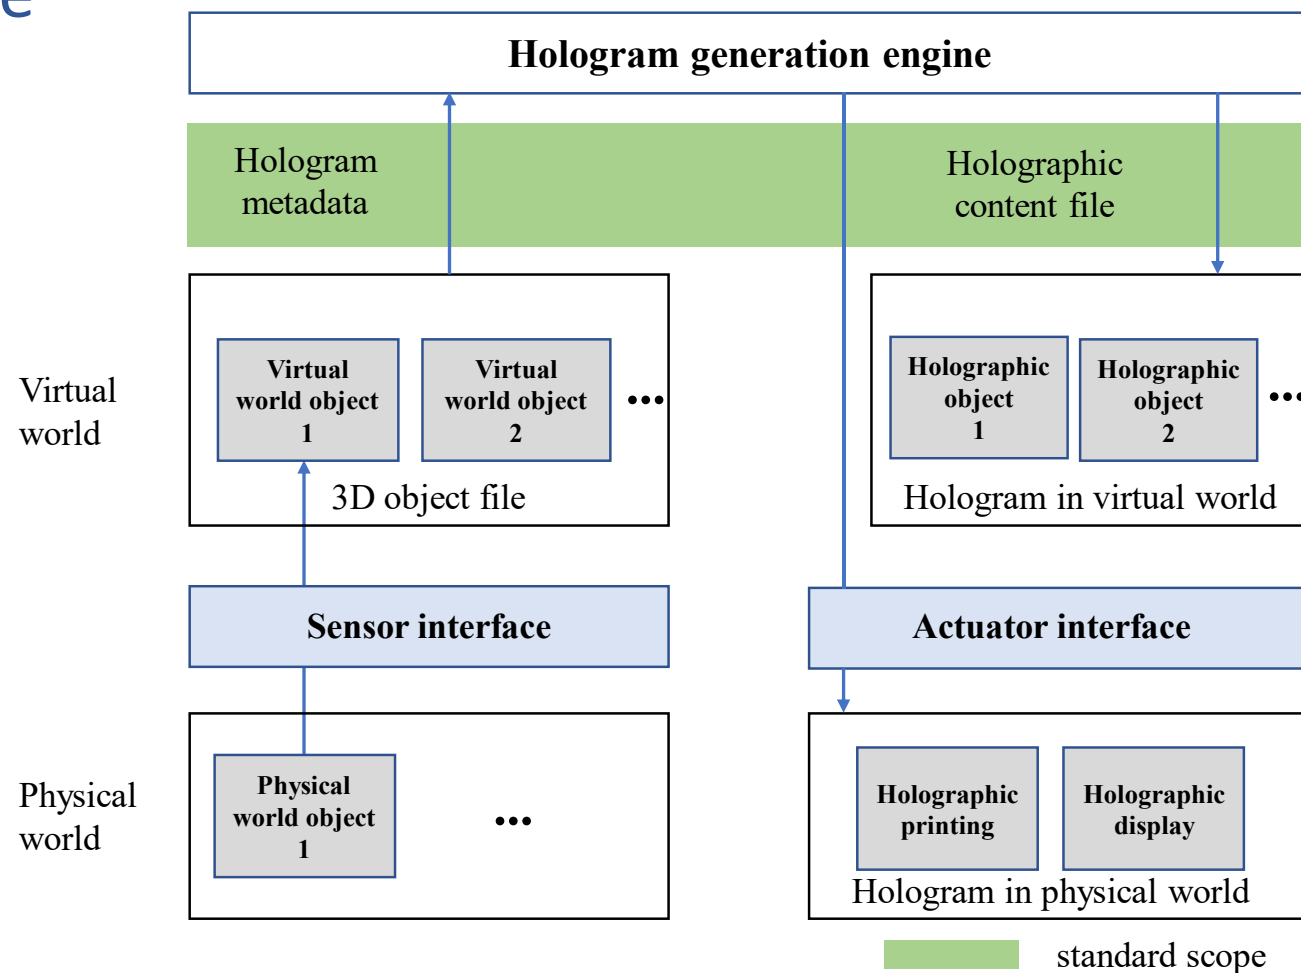 e
Hologram generation engine
Hologram
metadata
Holographic
content file
Virtual
world
Virtual
world object
1
Virtual
world object
2
...
3D object file
Holographic
object
1
Holographic
object
2
...
Hologram in virtual world
Sensor interface
Actuator interface
Physical
world
Physical
world object
1
...
Holographic
printing
Holographic
display
Hologram in physical world
standard scope